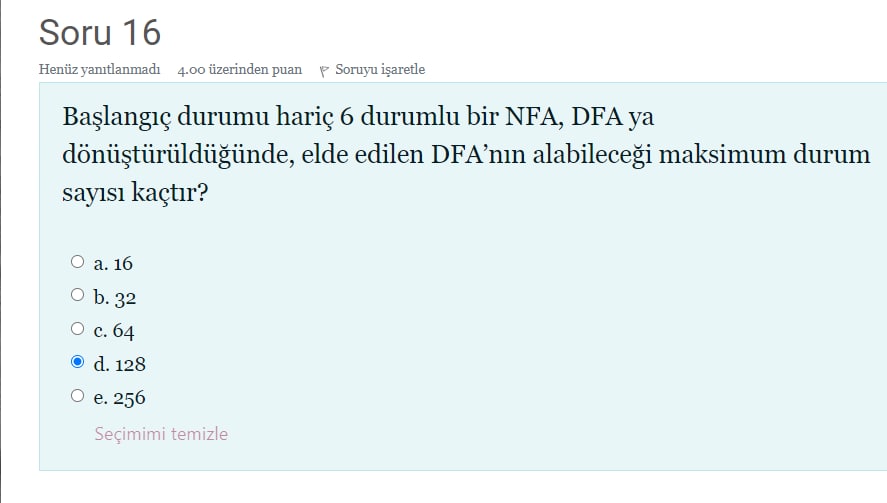 Soru 16
Henüz yanıtlanmadı 4.00 üzerinden puan Soruyu işaretle
Başlangıç durumu hariç 6 durumlu bir NFA, DFA ya
dönüştürüldüğünde, elde edilen DFA’nın alabileceği maksimum durum
sayısı kaçtır?
a. 16
b. 32
c. 64
d. 128
e. 256
Seçimimi temizle